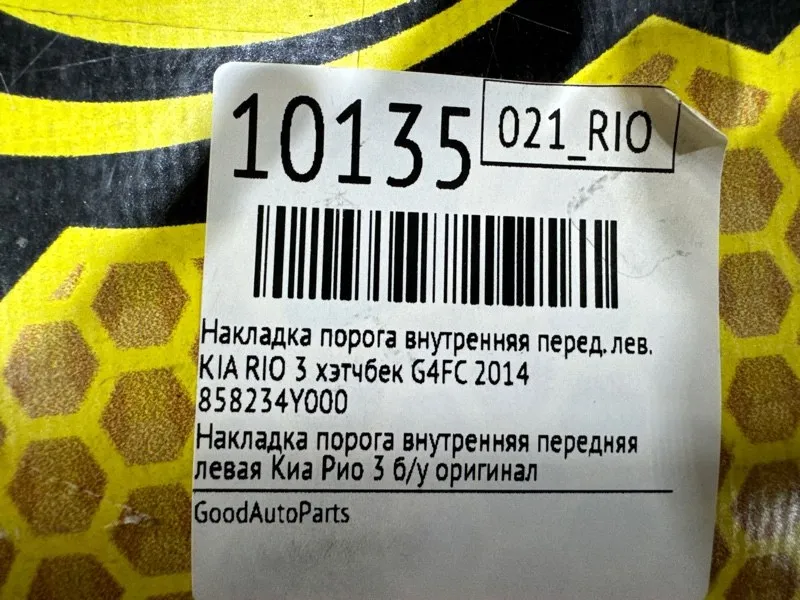 10135
021_RIO
Накладка порога внутренняя перед. лев.
KIA RIO 3 хэтчбек G4FC 2014
858234Y000
Накладка порога внутренняя передняя
левая Киа Рио 3 б/у оригинал
GoodAutoParts